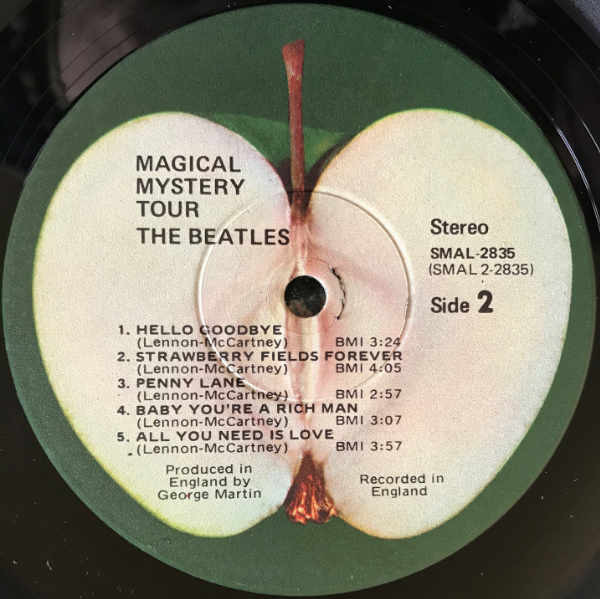 MAGICAL
MYSTERY
TOUR
THE BEATLES
Stereo
SMAL-2835
(SMAL 2-2835)
Side 2
1. HELLO GOODBYE
(Lennon-McCartney) BMI 3:24
2. STRAWBERRY FIELDS FOREVER
(Lennon-McCartney) BMI 4:05
3. PENNY LANE
(Lennon-McCartney) BMI 2:57
4. BABY YOU'RE A RICH MAN
(Lennon-McCartney) BMI 3:07
5. ALL YOU NEED IS LOVE
(Lennon-McCartney) BMI 3:57
Produced in
England by
George Martin
Recorded in
England